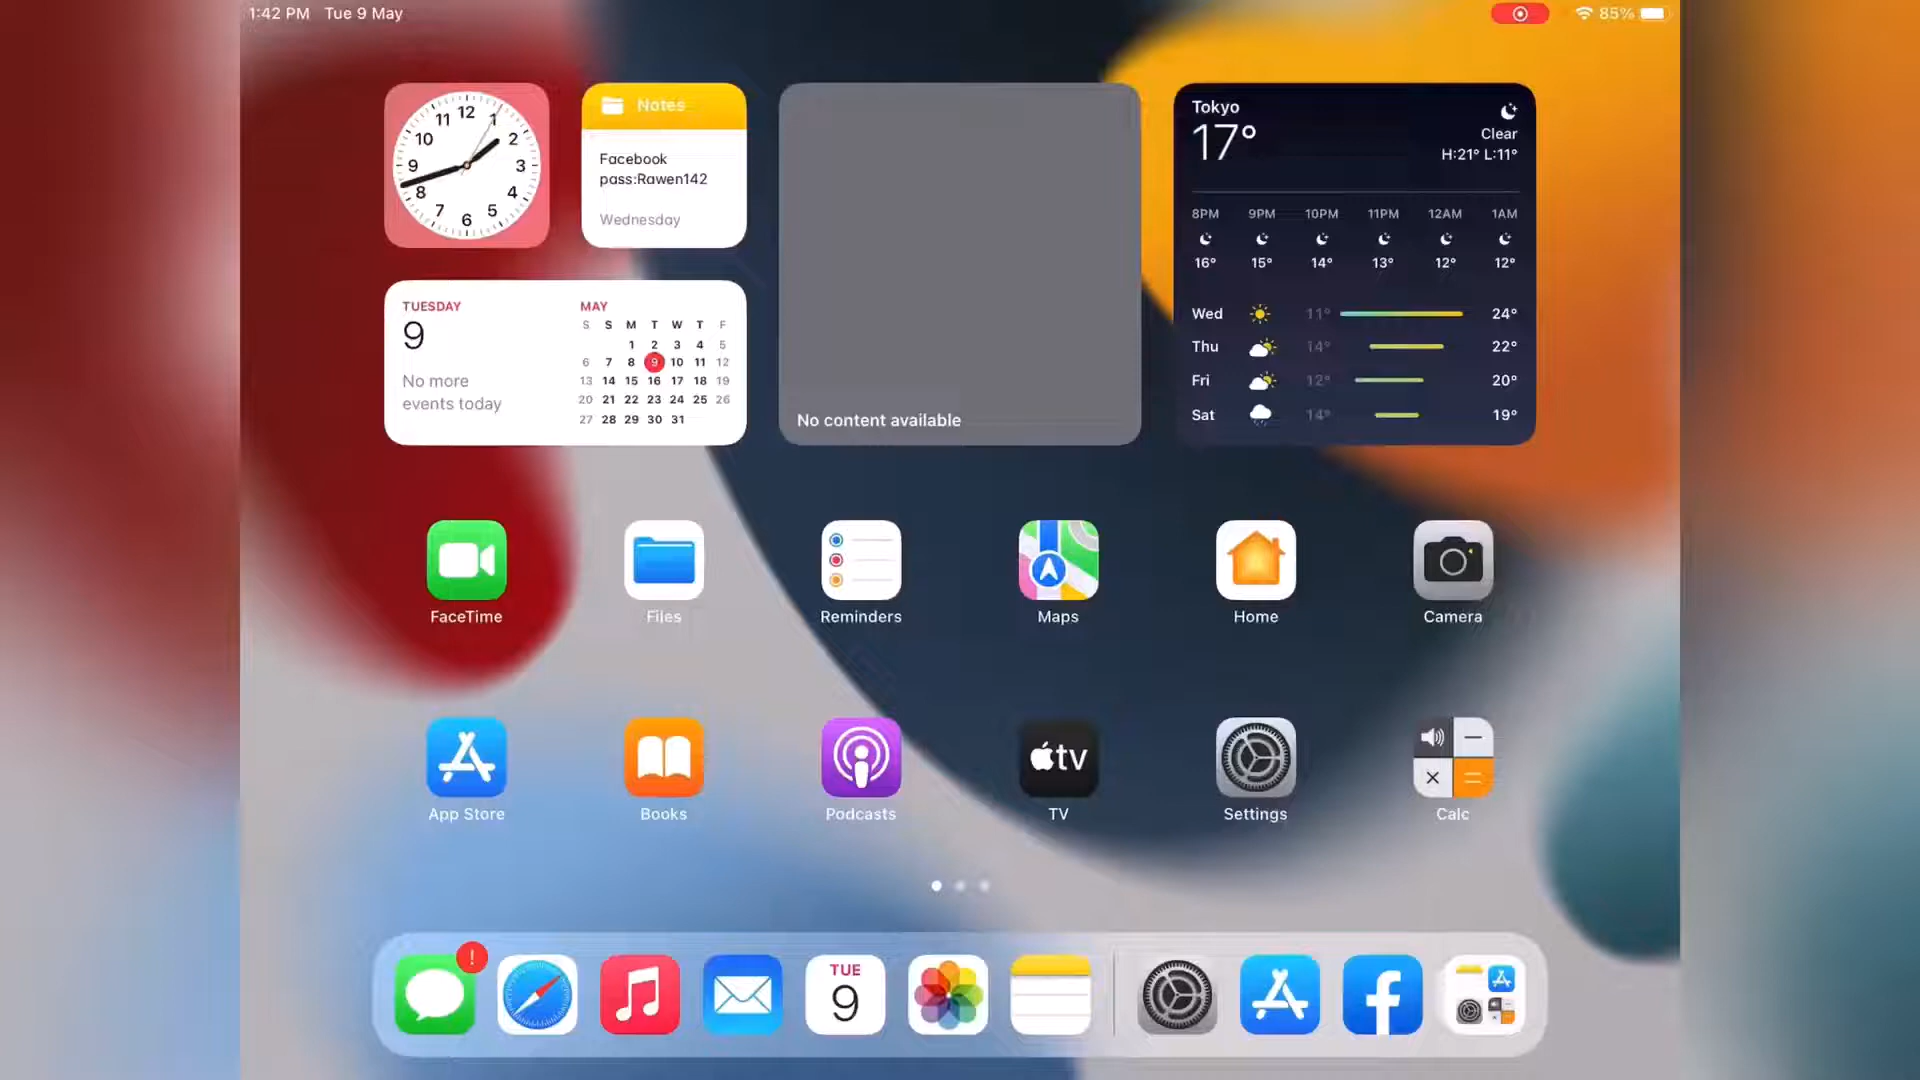 1:42 PM Tue 9 May
85%
12
1
2
3
4
5
6
7
8
9
10
11
Notes
Facebook
pass:Rawen142
Wednesday
TUESDAY
9
No more
events today
MAY
S S M T W T F
1 2 3 4 5
6 7 8 9 10 11 12
13 14 15 16 17 18 19
20 21 22 23 24 25 26
27 28 29 30 31
No content available
Tokyo
17°
Clear
H:21° L:11°
8PM 9PM 10PM 11PM 12AM 1AM
16° 15° 14° 13° 12° 12°
Wed 11° 24°
Thu 14° 22°
Fri 12° 20°
Sat 14° 19°
FaceTime Files Reminders Maps Home Camera
tv
App Store Books Podcasts TV Settings Calc
!
TUE
9